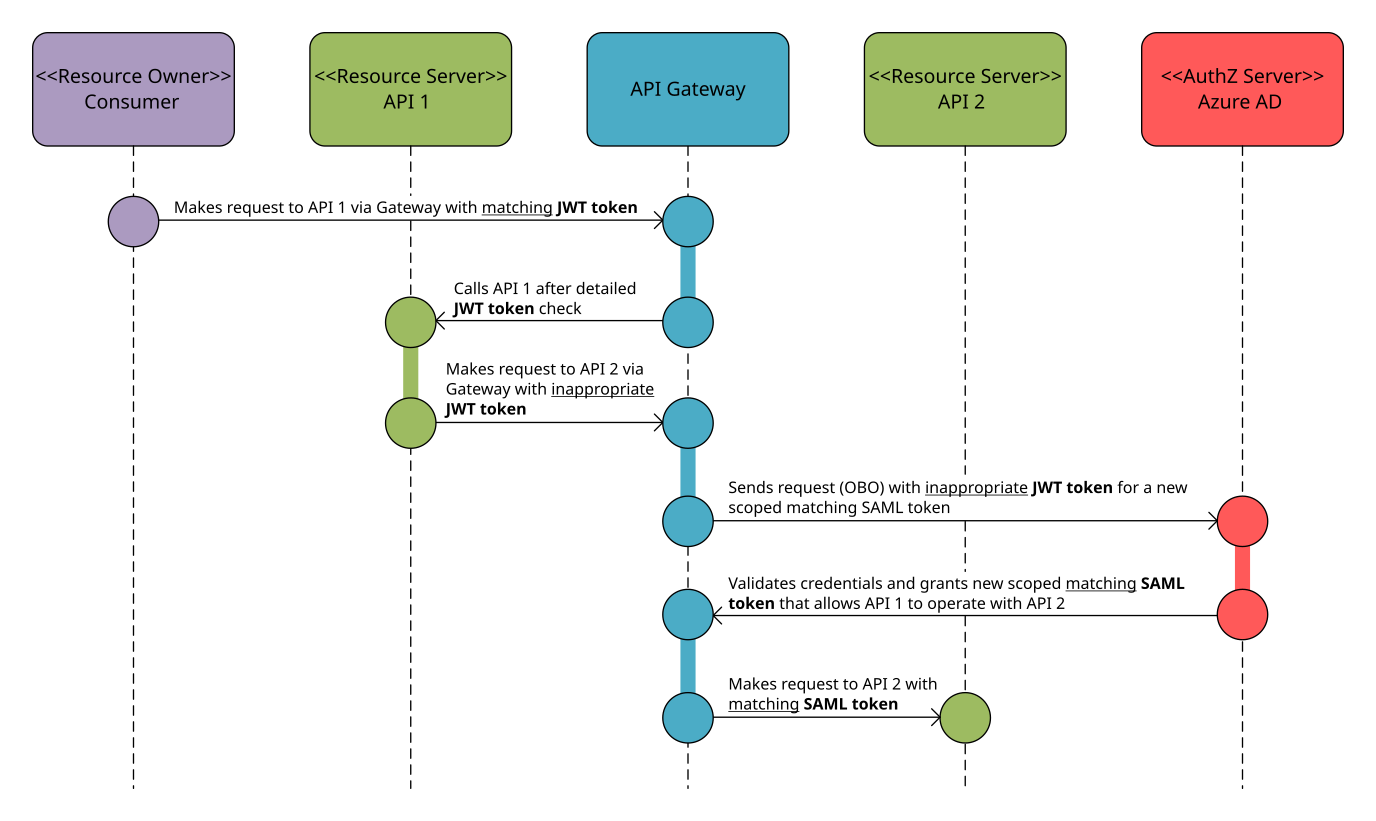 <<Resource Owner>>
Consumer
<<Resource Server>>
API 1
API Gateway
<<Resource Server>>
API 2
<<AuthZ Server>>
Azure AD
Makes request to API 1 via Gateway with matching JWT token
Calls API 1 after detailed
JWT token check
Makes request to API 2 via
Gateway with inappropriate
JWT token
Sends request (OBO) with inappropriate JWT token for a new
scoped matching SAML token
Validates credentials and grants new scoped matching SAML
token that allows API 1 to operate with API 2
Makes request to API 2 with
matching SAML token